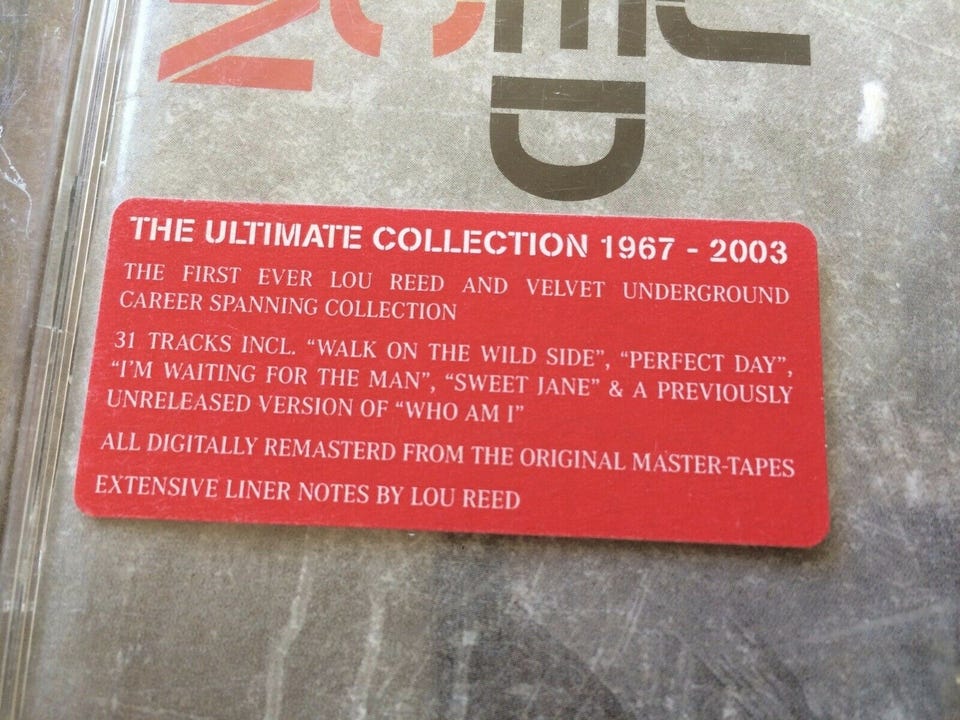 THE ULTIMATE COLLECTION 1967 - 2003
THE FIRST EVER LOU REED AND VELVET UNDERGROUND
CAREER SPANNING COLLECTION
31 TRACKS INCL. “WALK ON THE WILD SIDE”, “PERFECT DAY”,
“I’M WAITING FOR THE MAN”, “SWEET JANE” & A PREVIOUSLY
UNRELEASED VERSION OF “WHO AM I”
ALL DIGITALLY REMASTERD FROM THE ORIGINAL MASTER-TAPES
EXTENSIVE LINER NOTES BY LOU REED